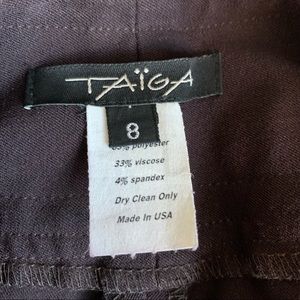 TAÏGA
8
polyester
33% viscose
4% spandex
Dry Clean Only
Made In USA